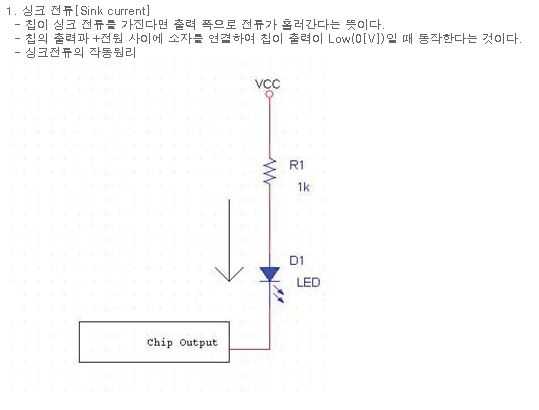 1. 싱크 전류[Sink current]
- 칩이 싱크 전류를 가진다면 출력 쪽으로 전류가 흘러간다는 뜻이다.
- 칩의 출력과 +전원 사이에 소자를 연결하여 칩이 출력이 Low(0[V])일 때 동작한다는 것이다.
- 싱크전류의 작동원리
VCC
R1
1k
D1
LED
Chip Output